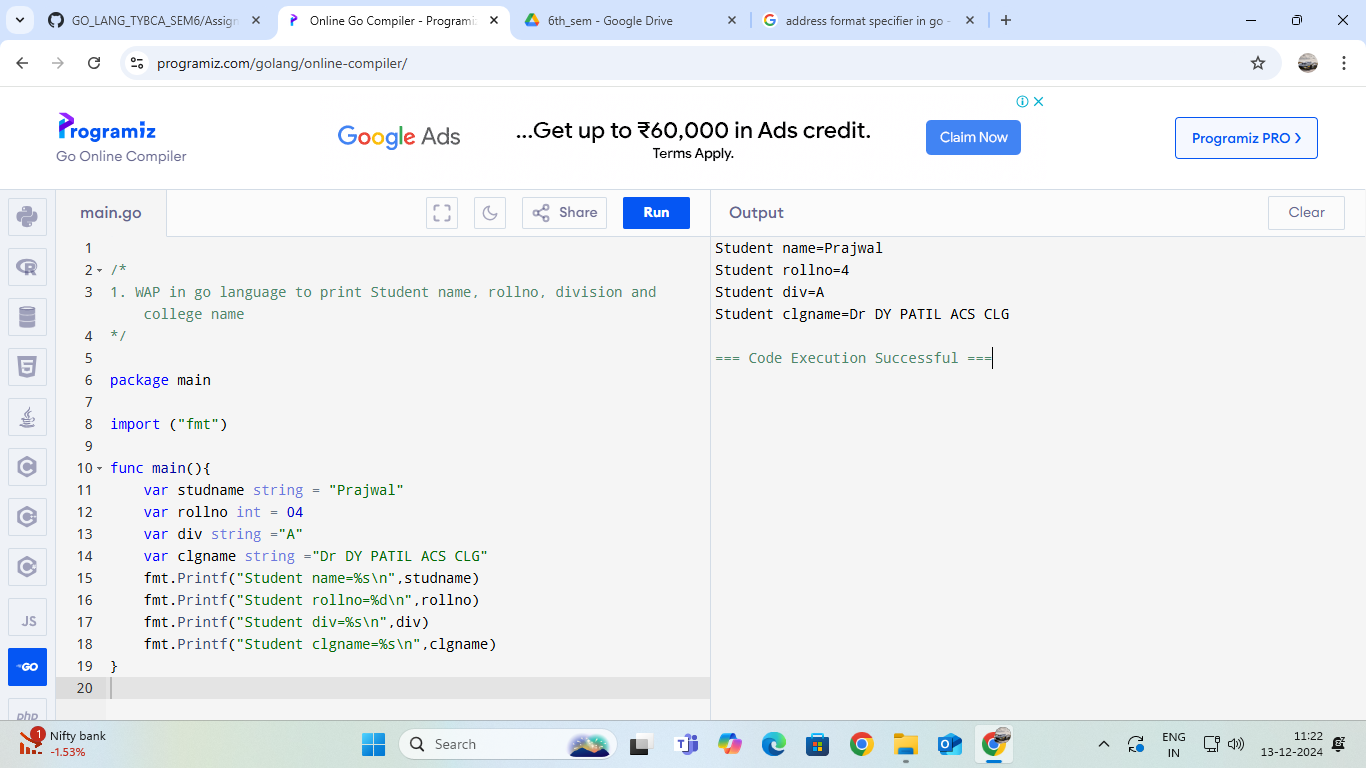 GO_LANG_TYBCA_SEM6/Assign
Online Go Compiler - Programiz
6th_sem - Google Drive
address format specifier in go -
programiz.com/golang/online-compiler/
Programiz
Go Online Compiler
Google Ads
...Get up to ₹60,000 in Ads credit.
Terms Apply.
Claim Now
Programiz PRO >
main.go
Share
Run
Output
Clear
1
2 /*
3 1. WAP in go language to print Student name, rollno, division and
college name
4 */
5
6 package main
7
8 import ("fmt")
9
10 func main(){
11 var studname string = "Prajwal"
12 var rollno int = 04
13 var div string ="A"
14 var clgname string ="Dr DY PATIL ACS CLG"
15 fmt.Printf("Student name=%s\n",studname)
16 fmt.Printf("Student rollno=%d\n",rollno)
17 fmt.Printf("Student div=%s\n",div)
18 fmt.Printf("Student clgname=%s\n",clgname)
19 }
20
Student name=Prajwal
Student rollno=4
Student div=A
Student clgname=Dr DY PATIL ACS CLG
=== Code Execution Successful ===
JS
GO
php
1
Nifty bank
-1.53%
Search
ENG
IN
11:22
13-12-2024